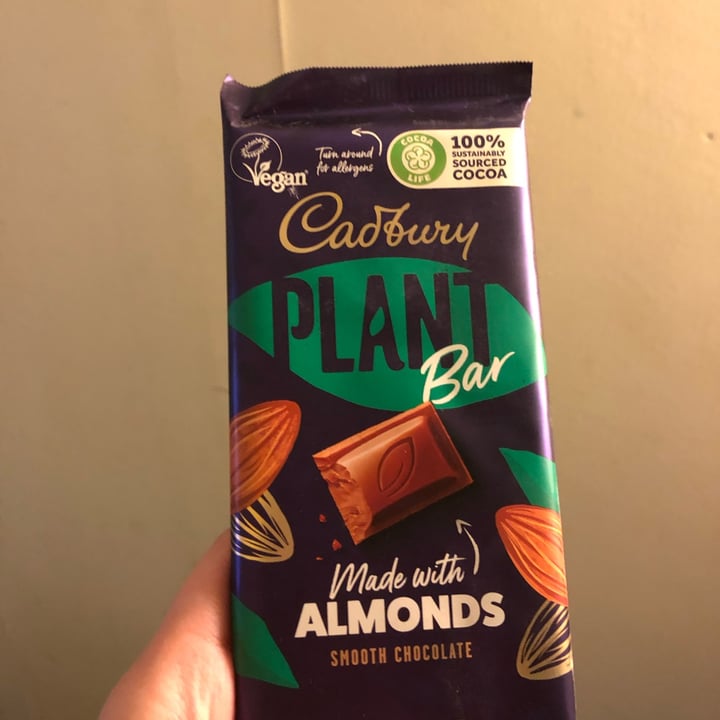 Vegan
Turn around
for allergens
COCOA
LIFE
100%
SUSTAINABLY
SOURCED
COCOA
Cadbury
PLANT
Bar
Made with
ALMONDS
SMOOTH CHOCOLATE